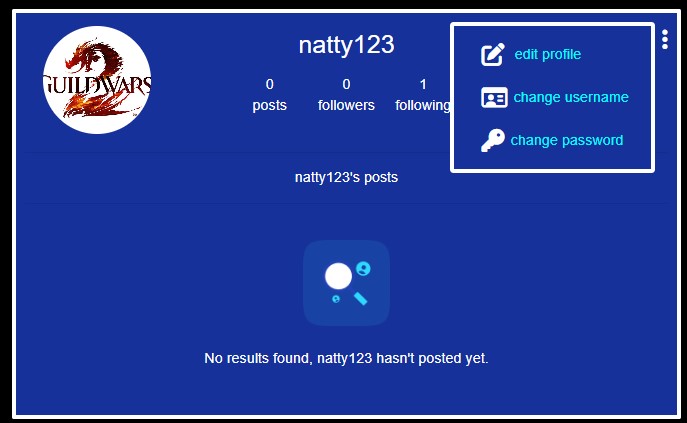 natty123
0 0 1
posts followers following
edit profile
change username
change password
GUILDWARS
2
natty123's posts
No results found, natty123 hasn't posted yet.